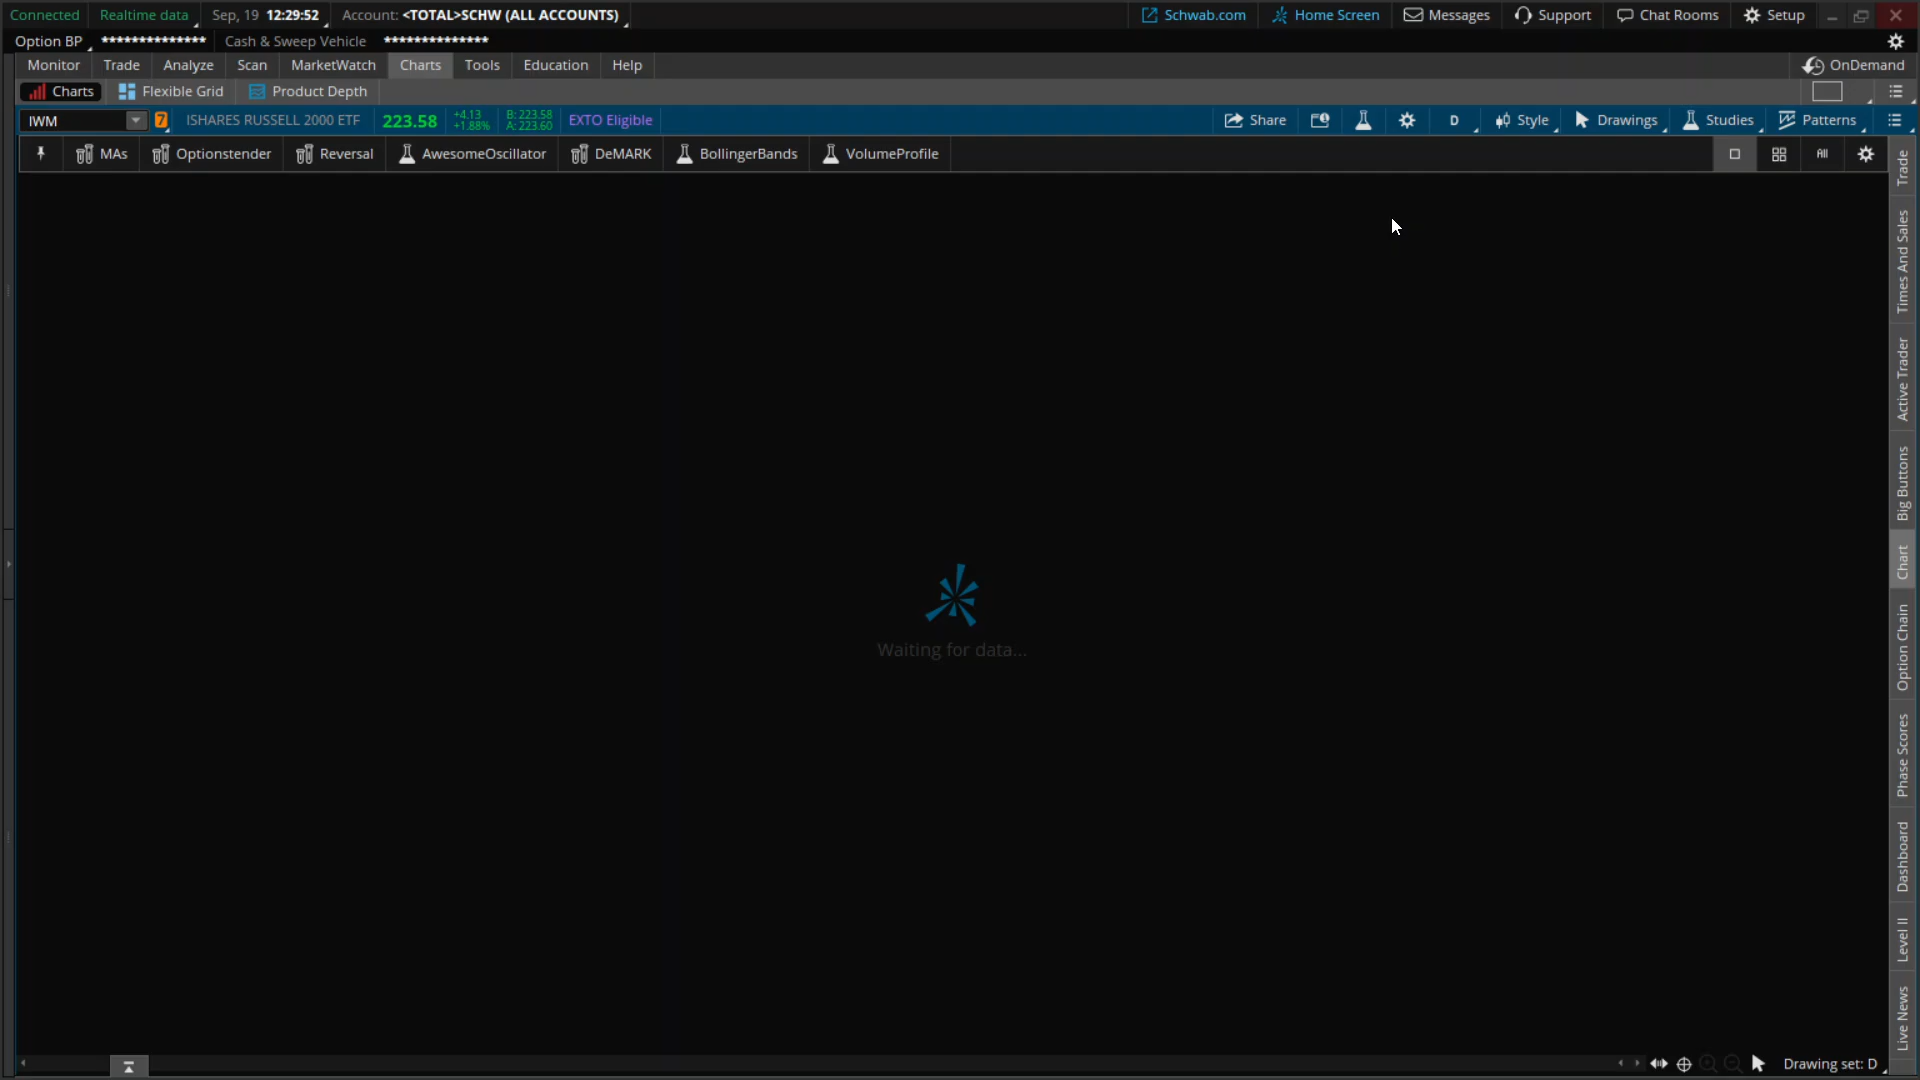 Connected Realtime data Sep, 19 12:29:52 Account: <TOTAL>SCHW (ALL ACCOUNTS) Schwab.com Home Screen Messages Support Chat Rooms Setup
Option BP ************** Cash & Sweep Vehicle **************
Monitor Trade Analyze Scan MarketWatch Charts Tools Education Help OnDemand
Charts Flexible Grid Product Depth
IWM 7 ISHARES RUSSELL 2000 ETF 223.58 +4.13 B: 223.58 EXTO Eligible Share D Style Drawings Studies Patterns
+1.88% A: 223.60
MAs Optionstender Reversal AwesomeOscillator DeMARK BollingerBands VolumeProfile All
Trade
Times And Sales
Active Trader
Big Buttons
Chart
Option Chain
Phase Scores
Dashboard
Level II
Live News
Waiting for data...
Drawing set: D